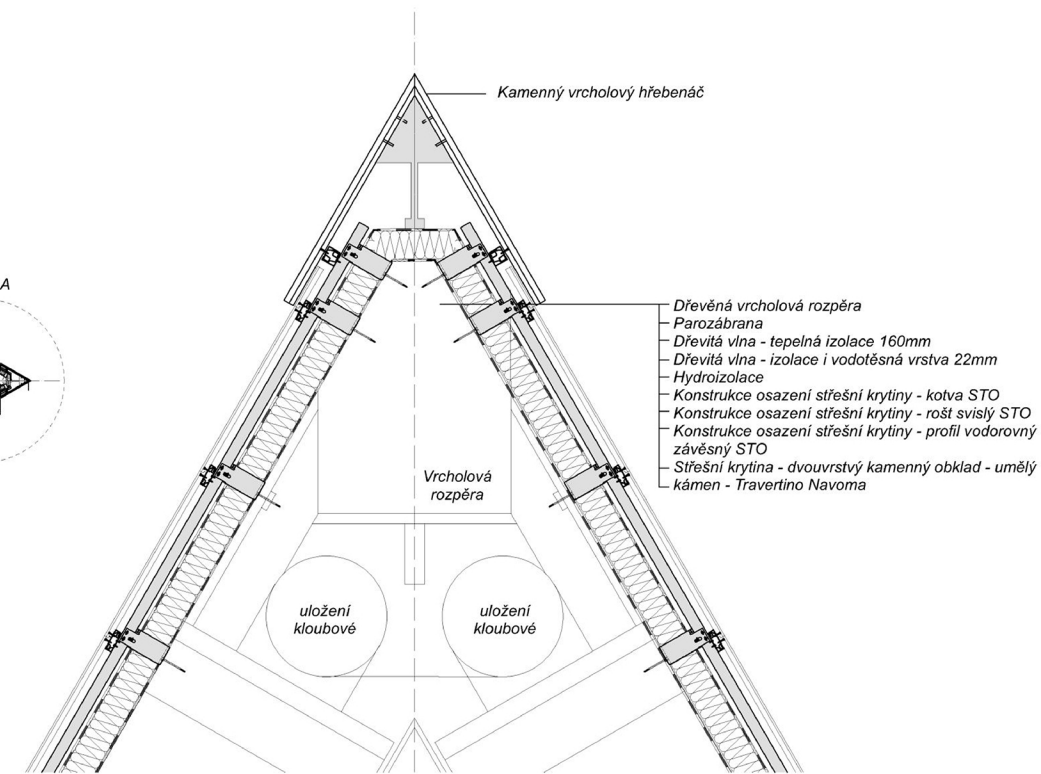 Kamenný vrcholový hřebenáč
A
Dřevěná vrcholová rozpěra
Parozábrana
Dřevitá vlna - tepelná izolace 160mm
Dřevitá vlna - izolace i vodotěsná vrstva 22mm
Hydroizolace
Konstrukce osazení střešní krytiny - kotva STO
Konstrukce osazení střešní krytiny - rošt svislý STO
Konstrukce osazení střešní krytiny - profil vodorovný
závěsný STO
Střešní krytina - dvouvrstvý kamenný obklad - umělý
kámen - Travertino Navoma
Vrcholová
rozpěra
uložení
kloubové
uložení
kloubové